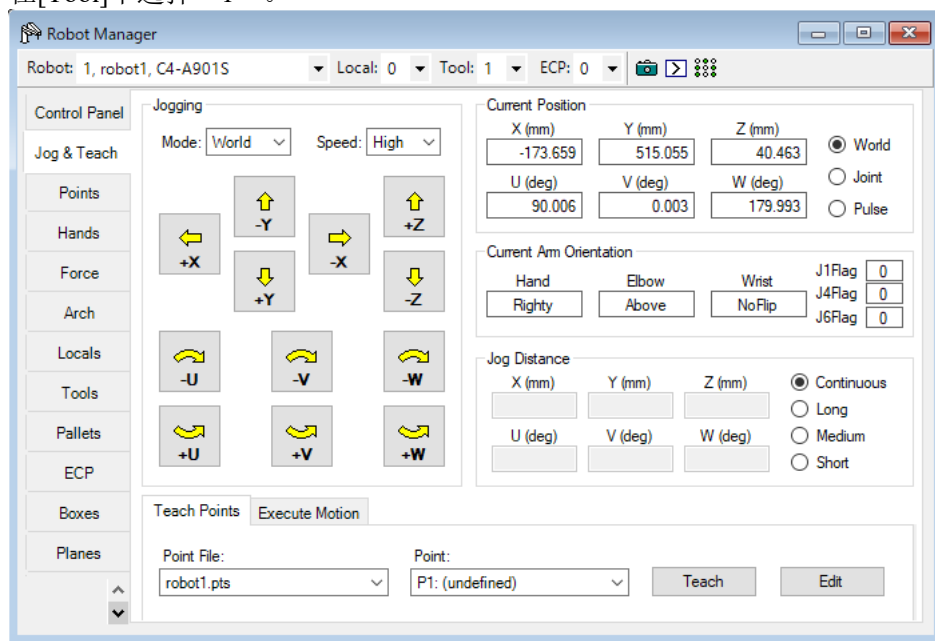 Robot Manager
Robot: 1, robot1, C4-A901S Local: 0 Tool: 1 ECP: 0
Control Panel
Jog & Teach
Points
Hands
Force
Arch
Locals
Tools
Pallets
ECP
Boxes
Planes
Jogging
Mode: World Speed: High
-Y
+Z
+X
-X
+Y
-Z
-U
-V
-W
+U
+V
+W
Current Position
X (mm) Y (mm) Z (mm)
-173.659 515.055 40.463
U (deg) V (deg) W (deg)
90.006 0.003 179.993
World
Joint
Pulse
Current Arm Orientation
Hand Elbow Wrist
Righty Above NoFlip
J1Flag 0
J4Flag 0
J6Flag 0
Jog Distance
X (mm) Y (mm) Z (mm)
U (deg) V (deg) W (deg)
Continuous
Long
Medium
Short
Teach Points Execute Motion
Point File: Point:
robot1.pts P1: (undefined) Teach Edit